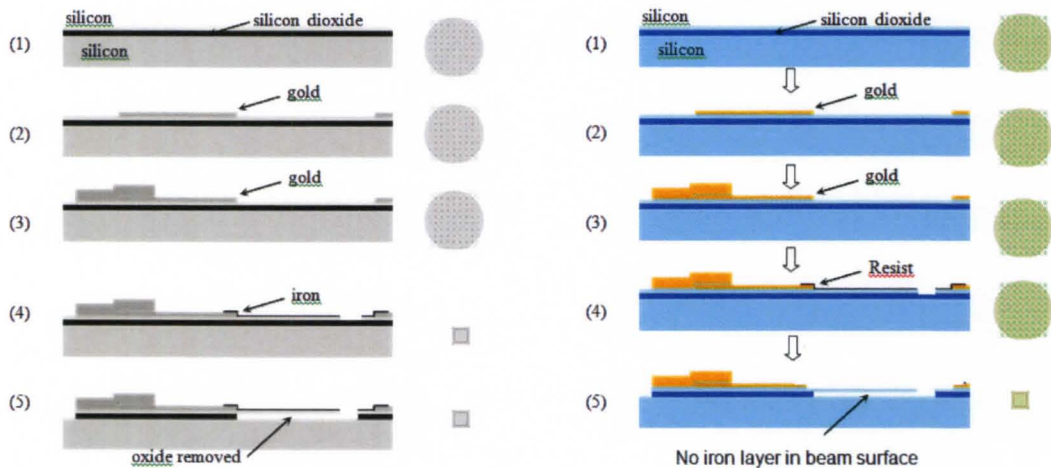 silicon
silicon dioxide
(1)
silicon
gold
(2)
gold
(3)
iron
(4)
(5)
oxide removed
silicon
silicon dioxide
(1)
silicon
gold
(2)
gold
(3)
Resist
(4)
(5)
No iron layer in beam surface